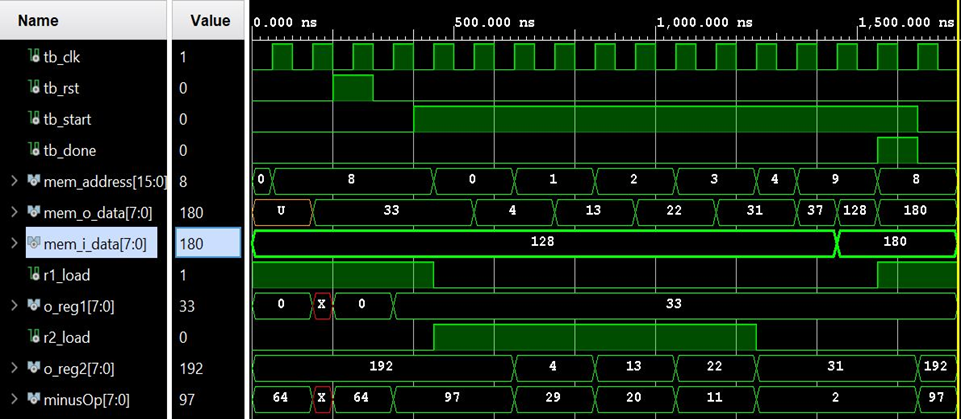 Name Value 0.000 ns 500.000 ns 1,000.000 ns 1,500.000 ns
tb_clk 1
tb_rst 0
tb_start 0
tb_done 0
mem_address[15:0] 8 0 8 0 1 2 3 4 9 8
mem_o_data[7:0] 180 U 33 4 13 22 31 37 128 180
mem_i_data[7:0] 180 128 180
r1_load 1
o_reg1[7:0] 33 0 X 0 33
r2_load 0
o_reg2[7:0] 192 192 4 13 22 31 192
minusOp[7:0] 97 64 X 64 97 29 20 11 2 97